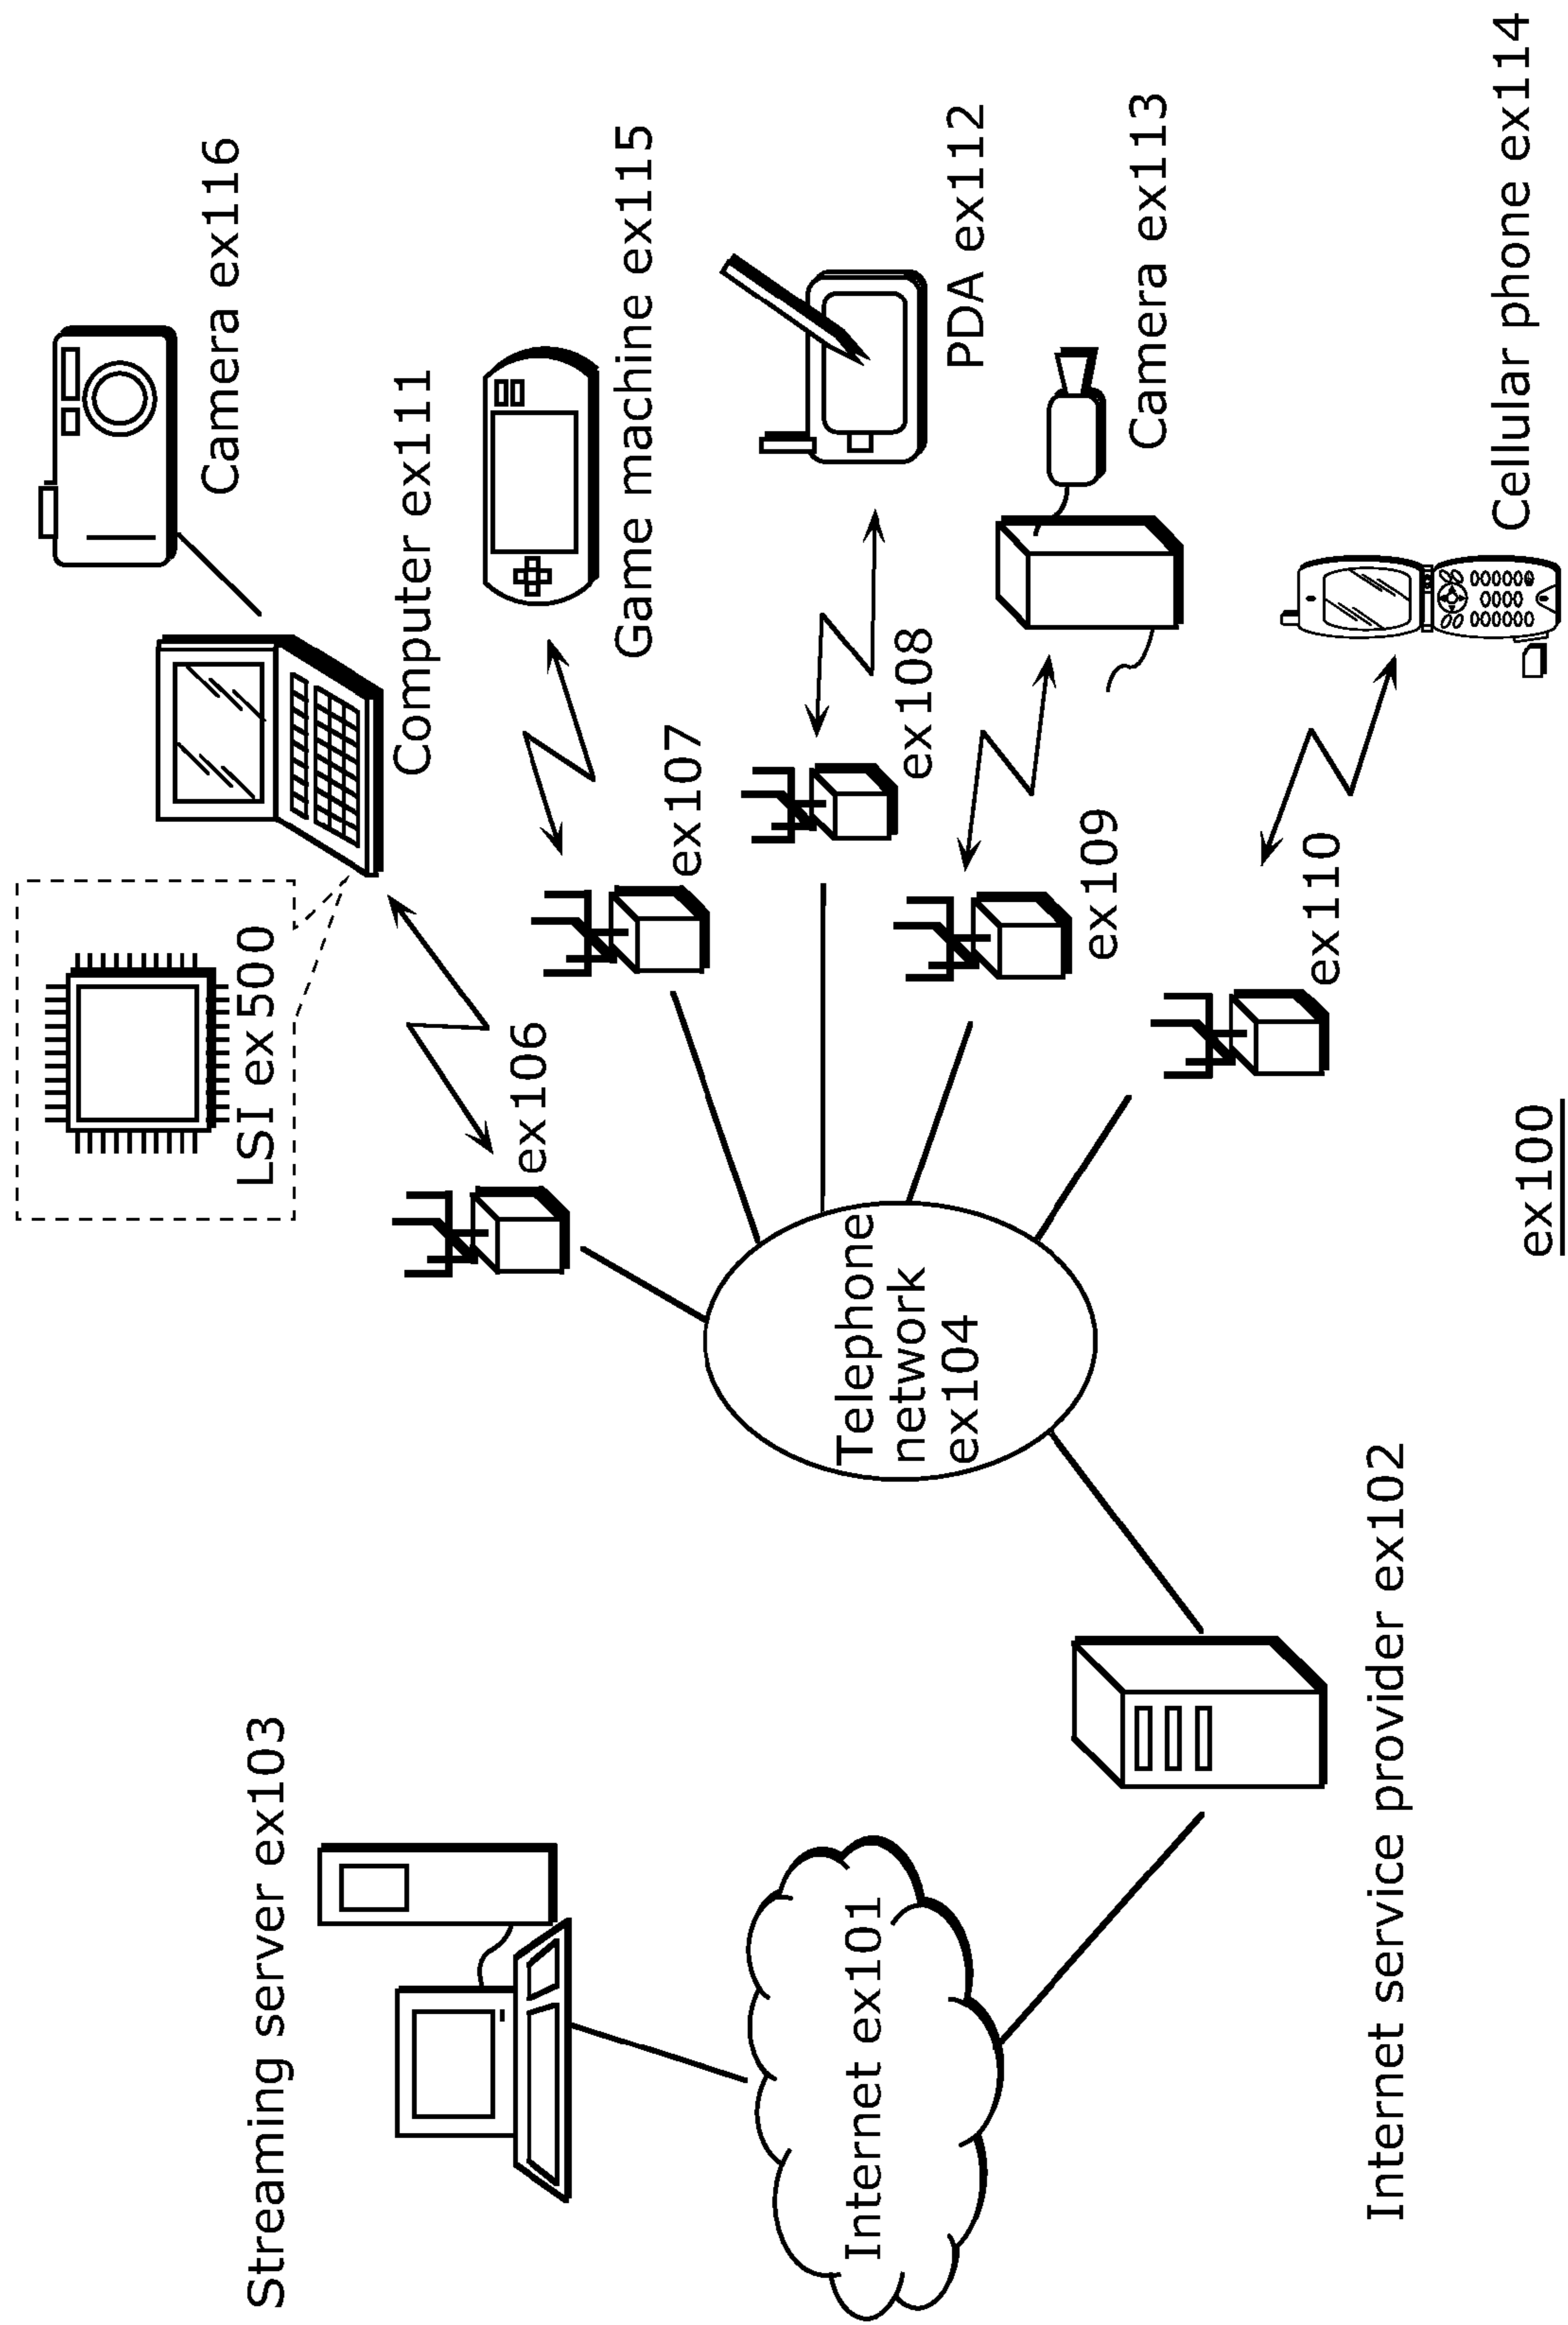 Streaming server ex103
Internet ex101
Internet service provider ex102
Telephone
network
ex104
LSI ex500
ex106
ex107
ex108
ex109
ex110
Camera ex116
Computer ex111
Game machine ex115
PDA ex112
Camera ex113
Cellular phone ex114
ex100